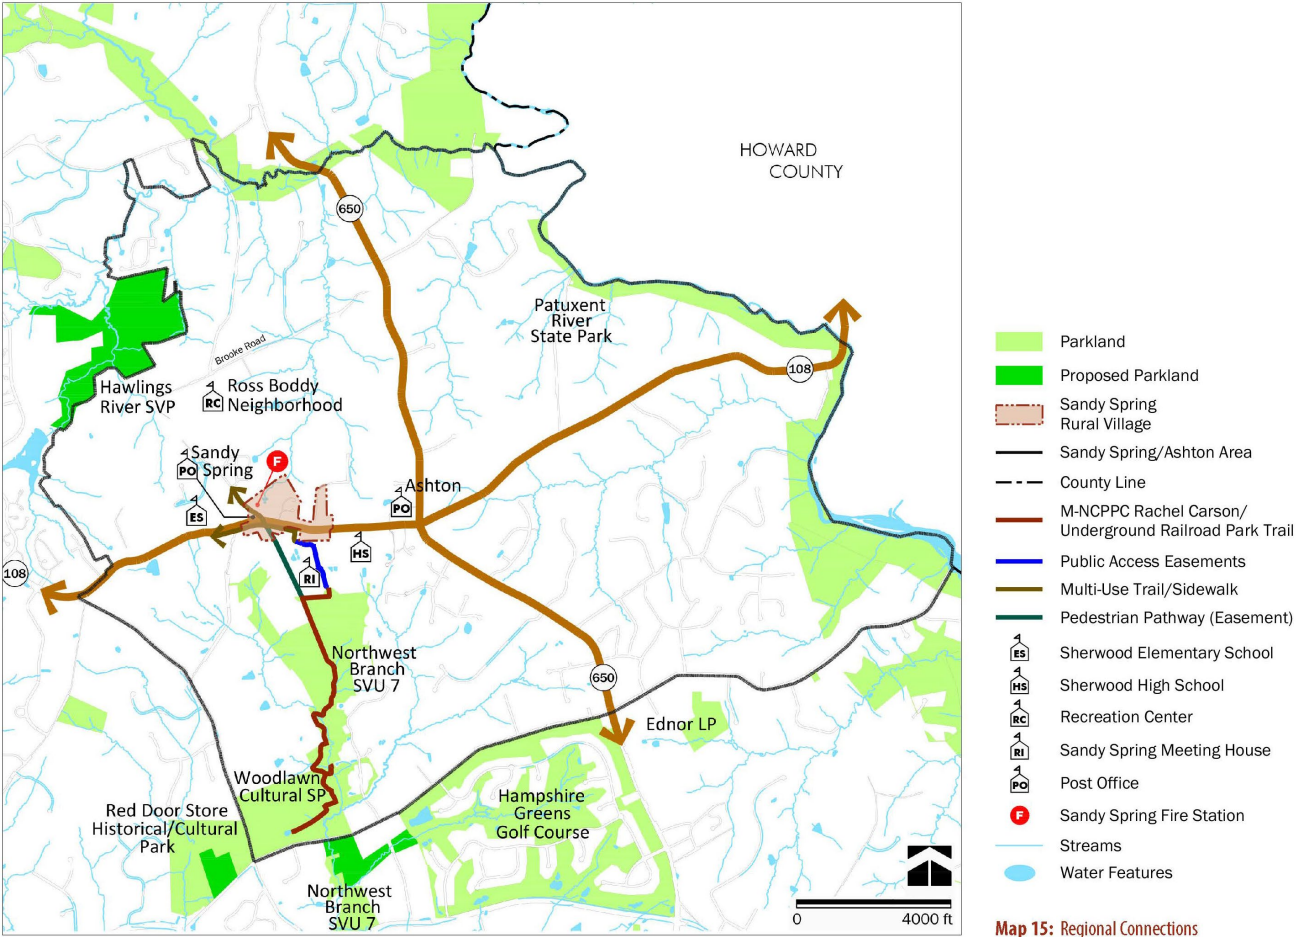 HOWARD
COUNTY
650
Patuxent
River
State Park
108
Brooke Road
Hawlings
River SVP
RC
Ross Boddy
Neighborhood
Sandy
Spring
PO
F
Ashton
PO
ES
HS
RI
108
Northwest
Branch
SVU 7
650
Ednor LP
Woodlawn
Cultural SP
Red Door Store
Historical/Cultural
Park
Hampshire
Greens
Golf Course
Northwest
Branch
SVU 7
0 4000 ft
Parkland
Proposed Parkland
Sandy Spring
Rural Village
Sandy Spring/Ashton Area
County Line
M-NCPPC Rachel Carson/
Underground Railroad Park Trail
Public Access Easements
Multi-Use Trail/Sidewalk
Pedestrian Pathway (Easement)
ES Sherwood Elementary School
HS Sherwood High School
RC Recreation Center
RI Sandy Spring Meeting House
PO Post Office
F Sandy Spring Fire Station
Streams
Water Features
Map 15: Regional Connections